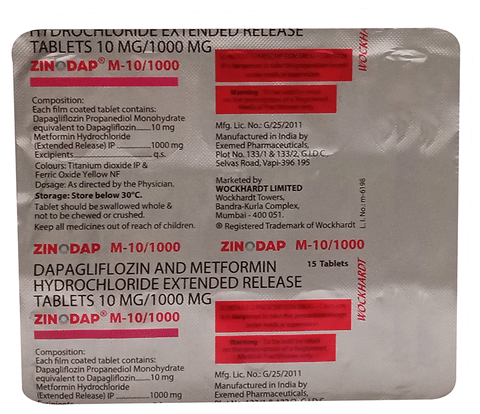 HYDROCHLORIDE EXTENDED RELEASE
TABLETS 10 MG/1000 MG
ZINODAP® M-10/1000
Composition:
Each film coated tablet contains:
Dapagliflozin Propanediol Monohydrate
equivalent to Dapagliflozin.......10 mg
Metformin Hydrochloride
(Extended Release) IP.............1000 mg
Excipients.............................q.s.
Colours: Titanium dioxide IP &
Ferric Oxide Yellow NF
Dosage: As directed by the Physician.
Storage: Store below 30°C.
Tablet should be swallowed whole &
not to be chewed or crushed.
Keep all medicines out of reach of children.
Warning
Mfg. Lic. No.: G/25/2011
Manufactured in India by
Exemed Pharmaceuticals,
Plot No. 133/1 & 133/2, G.I.D.C.,
Selvas Road, Vapi-396 195
Marketed by
WOCKHARDT LIMITED
Wockhardt Towers,
Bandra-Kurla Complex,
Mumbai - 400 051.
® Registered Trademark of Wockhardt
WOCKHARDT
L.I. No.: m-6198
ZINODAP M-10/1000
ZINODAP M-10/1000
DAPAGLIFLOZIN AND METFORMIN
HYDROCHLORIDE EXTENDED RELEASE
TABLETS 10 MG/1000 MG
15 Tablets
ZINODAP® M-10/1000
Composition:
Each film coated tablet contains:
Dapagliflozin Propanediol Monohydrate
equivalent to Dapagliflozin.......10 mg
Metformin Hydrochloride
(Extended Release) IP.............1000 mg
Warning
Mfg. Lic. No.: G/25/2011
Manufactured in India by
Exemed Pharmaceuticals,
WOCKHARDT